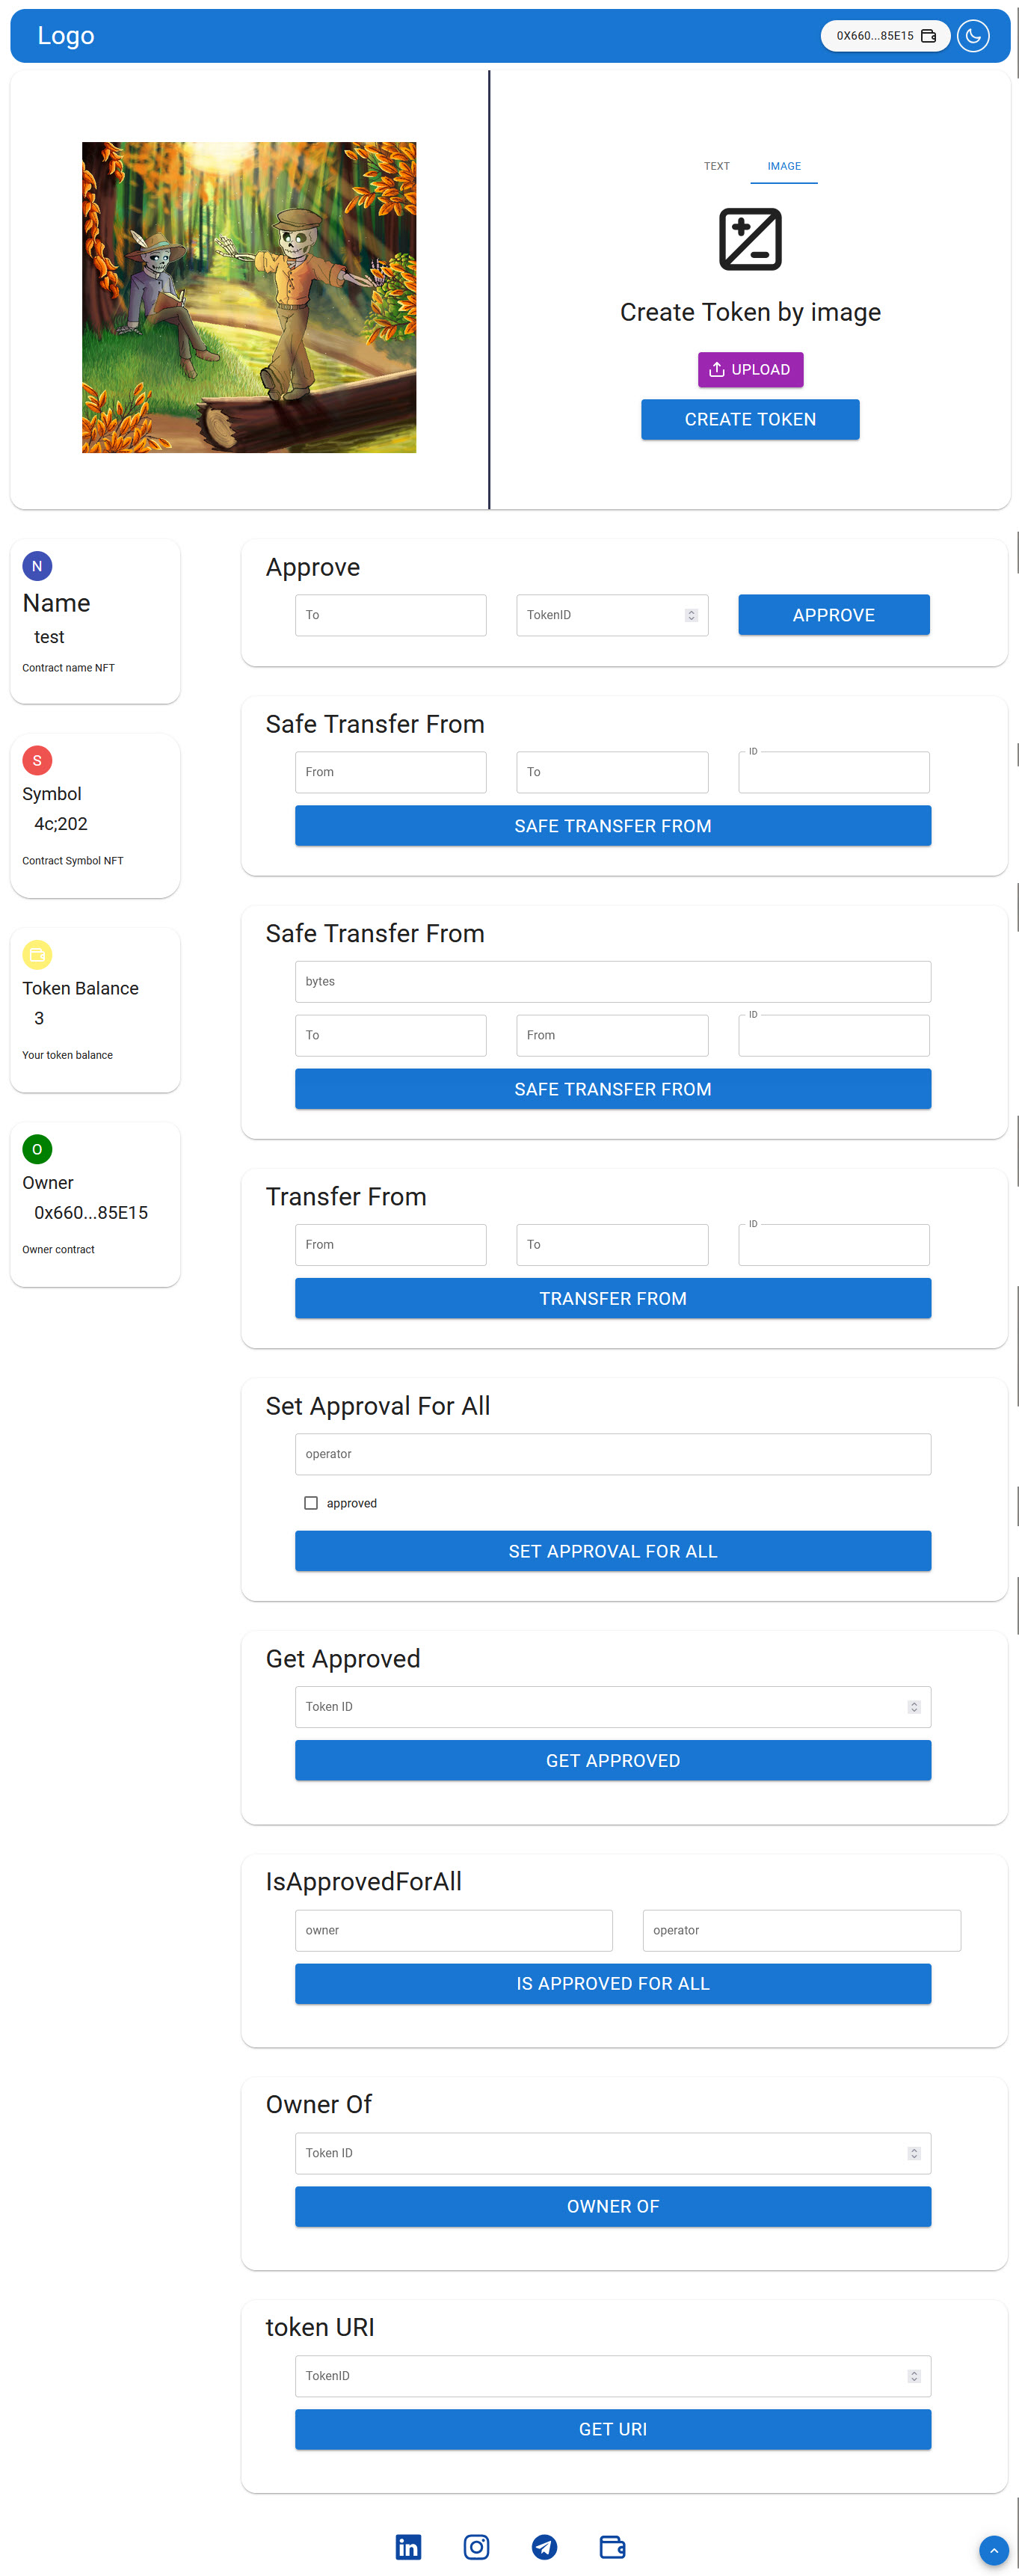 Logo
0X660...85E15
TEXT IMAGE
Create Token by image
UPLOAD
CREATE TOKEN
N
Name
test
Contract name NFT
S
Symbol
4c;202
Contract Symbol NFT
Token Balance
3
Your token balance
O
Owner
0x660...85E15
Owner contract
Approve
To TokenID APPROVE
Safe Transfer From
From To ID
SAFE TRANSFER FROM
Safe Transfer From
bytes
To From ID
SAFE TRANSFER FROM
Transfer From
From To ID
TRANSFER FROM
Set Approval For All
operator
approved
SET APPROVAL FOR ALL
Get Approved
Token ID
GET APPROVED
IsApprovedForAll
owner operator
IS APPROVED FOR ALL
Owner Of
Token ID
OWNER OF
token URI
TokenID
GET URI
in